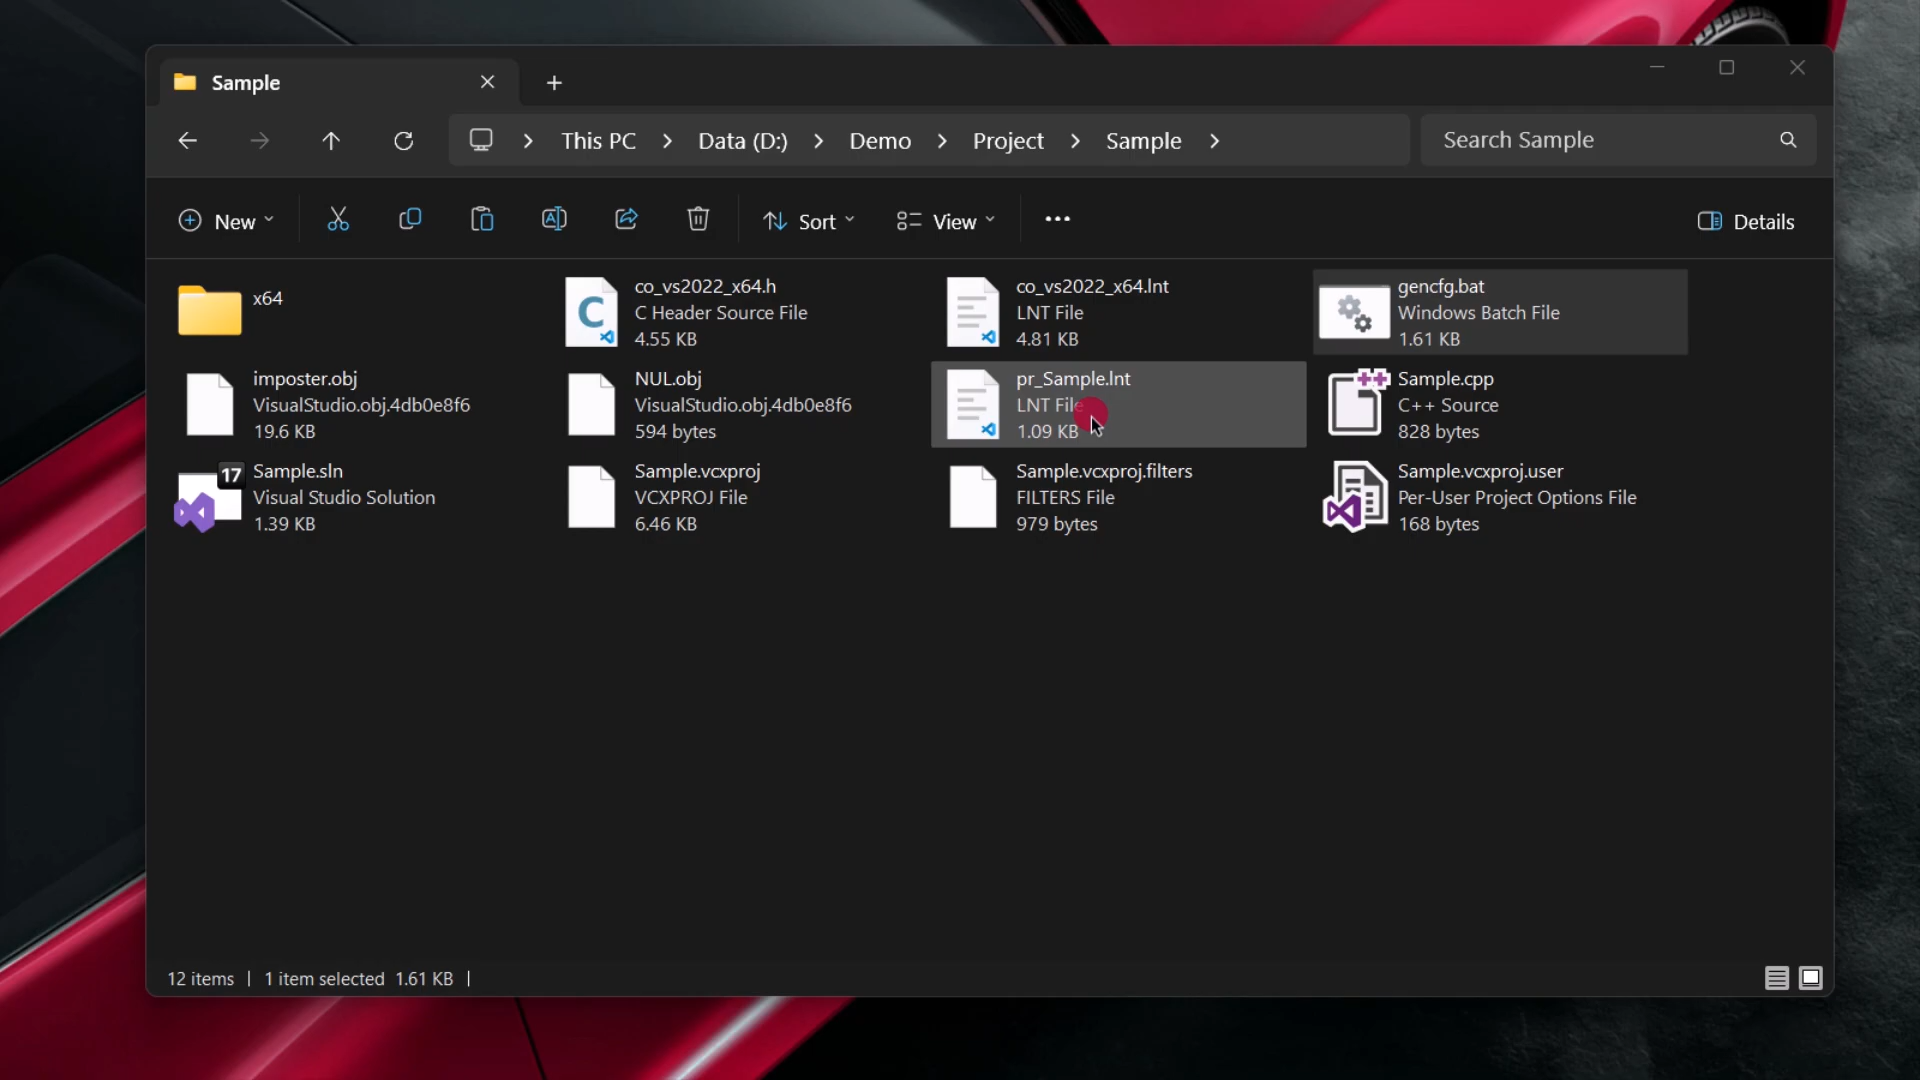 Sample
This PC
Data (D:)
Demo
Project
Sample
Search Sample
New
Sort
View
Details
x64
co_vs2022_x64.h
C Header Source File
4.55 KB
co_vs2022_x64.lnt
LNT File
4.81 KB
gencfg.bat
Windows Batch File
1.61 KB
imposter.obj
VisualStudio.obj.4db0e8f6
19.6 KB
NUL.obj
VisualStudio.obj.4db0e8f6
594 bytes
pr_Sample.lnt
LNT File
1.09 KB
Sample.cpp
C++ Source
828 bytes
17
Sample.sln
Visual Studio Solution
1.39 KB
Sample.vcxproj
VCXPROJ File
6.46 KB
Sample.vcxproj.filters
FILTERS File
979 bytes
Sample.vcxproj.user
Per-User Project Options File
168 bytes
12 items | 1 item selected 1.61 KB |